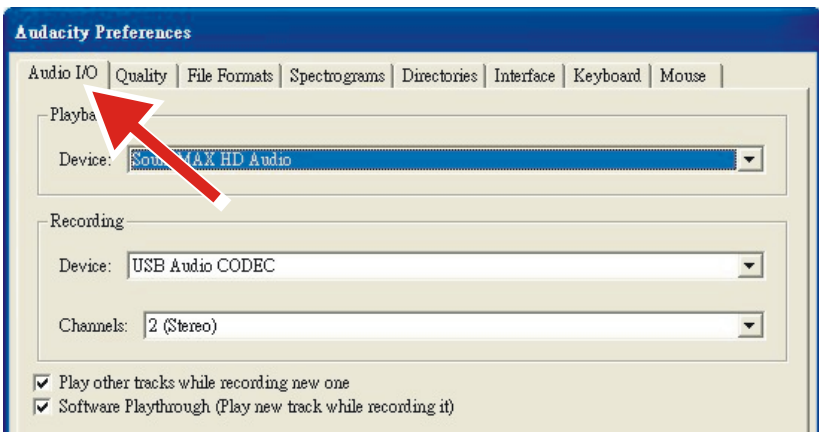 Audacity Preferences
Audio I/O Quality File Formats Spectrograms Directories Interface Keyboard Mouse
Device: MAX HD Audio
Recording
Device: USB Audio CODEC
Channels: 2 (Stereo)
Play other tracks while recording new one
Software Playthrough (Play new track while recording it)